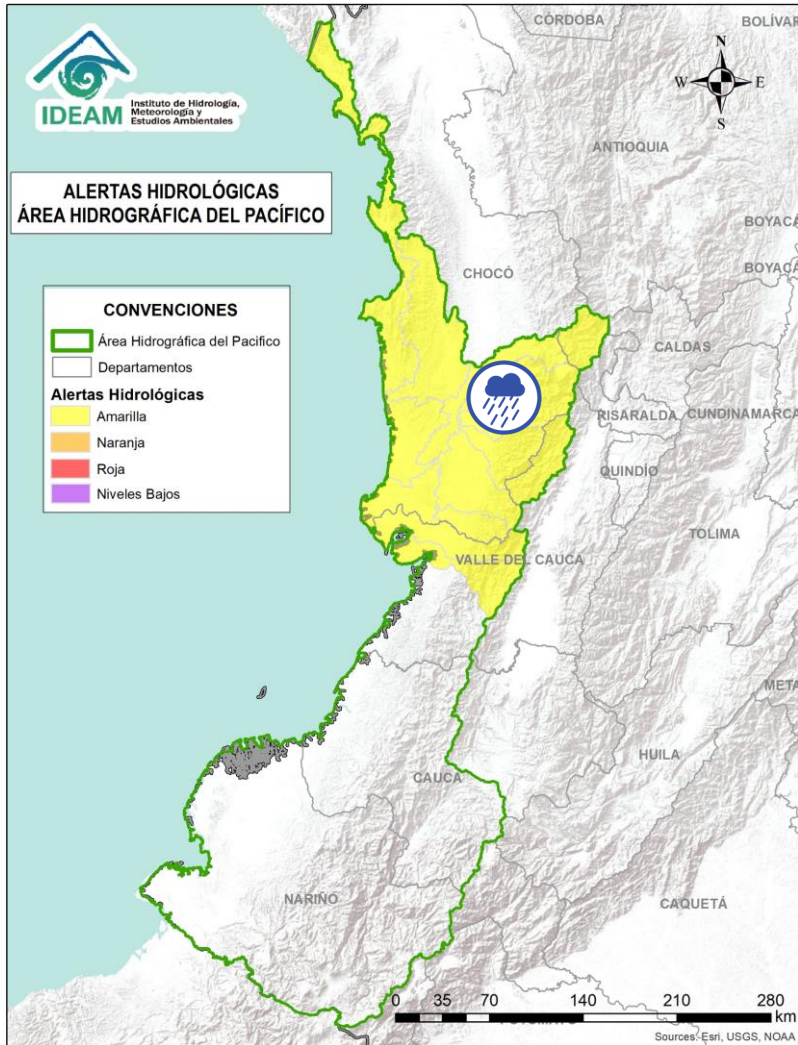 IDEAM
Instituto de Hidrología,
Meteorología y
Estudios Ambientales
ALERTAS HIDROLÓGICAS
ÁREA HIDROGRÁFICA DEL PACÍFICO
CONVENCIONES
Área Hidrográfica del Pacifico
Departamentos
Alertas Hidrológicas
Amarilla
Naranja
Roja
Niveles Bajos
CÓRDOBA
BOLÍVAR
N
W
E
S
ANTIOQUIA
BOYACÁ
BOYACÁ
CHOCÓ
CALDAS
RISARALDA
CUNDINAMARCA
QUINDÍO
TOLIMA
VALLE DEL CAUCA
META
HUILA
CAUCA
NARIÑO
CAQUETÁ
0 35 70 140 210 280
km
Sources: Esri, USGS, NOAA